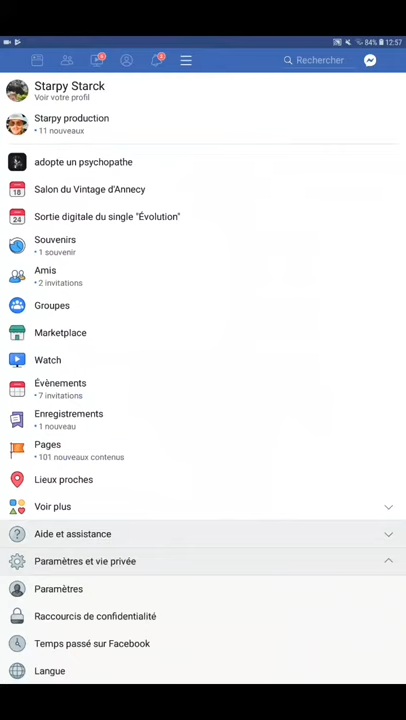 84% 12:57
1
3
Rechercher
Starpy Starck
Voir votre profil
Starpy production
• 11 nouveaux
adopte un psychopathe
18
Salon du Vintage d'Annecy
24
Sortie digitale du single "Évolution"
Souvenirs
• 1 souvenir
Amis
• 2 invitations
Groupes
Marketplace
Watch
Évènements
• 7 invitations
Enregistrements
• 1 nouveau
Pages
• 101 nouveaux contenus
Lieux proches
Voir plus
Aide et assistance
Paramètres et vie privée
Paramètres
Raccourcis de confidentialité
Temps passé sur Facebook
Langue